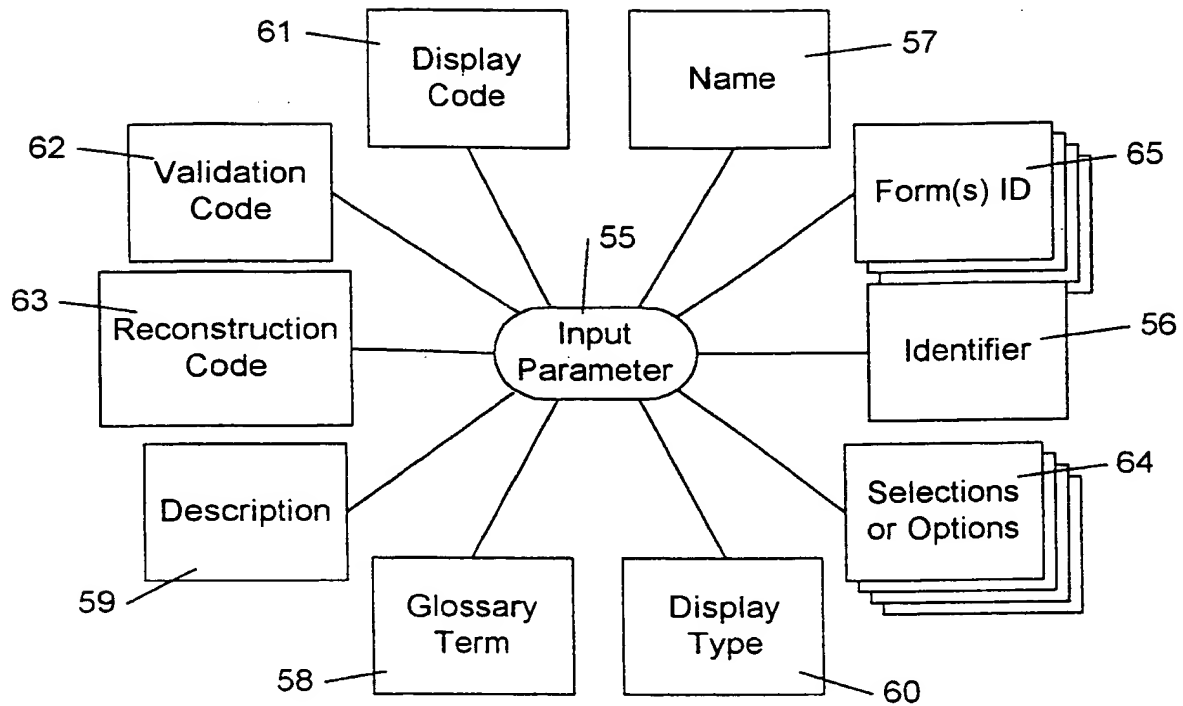 61
Display
Code
Name
57
62
Validation
Code
Form(s) ID
65
55
63
Reconstruction
Code
Input
Parameter
Identifier
56
Description
59
Selections
or Options
64
Glossary
Term
58
Display
Type
60